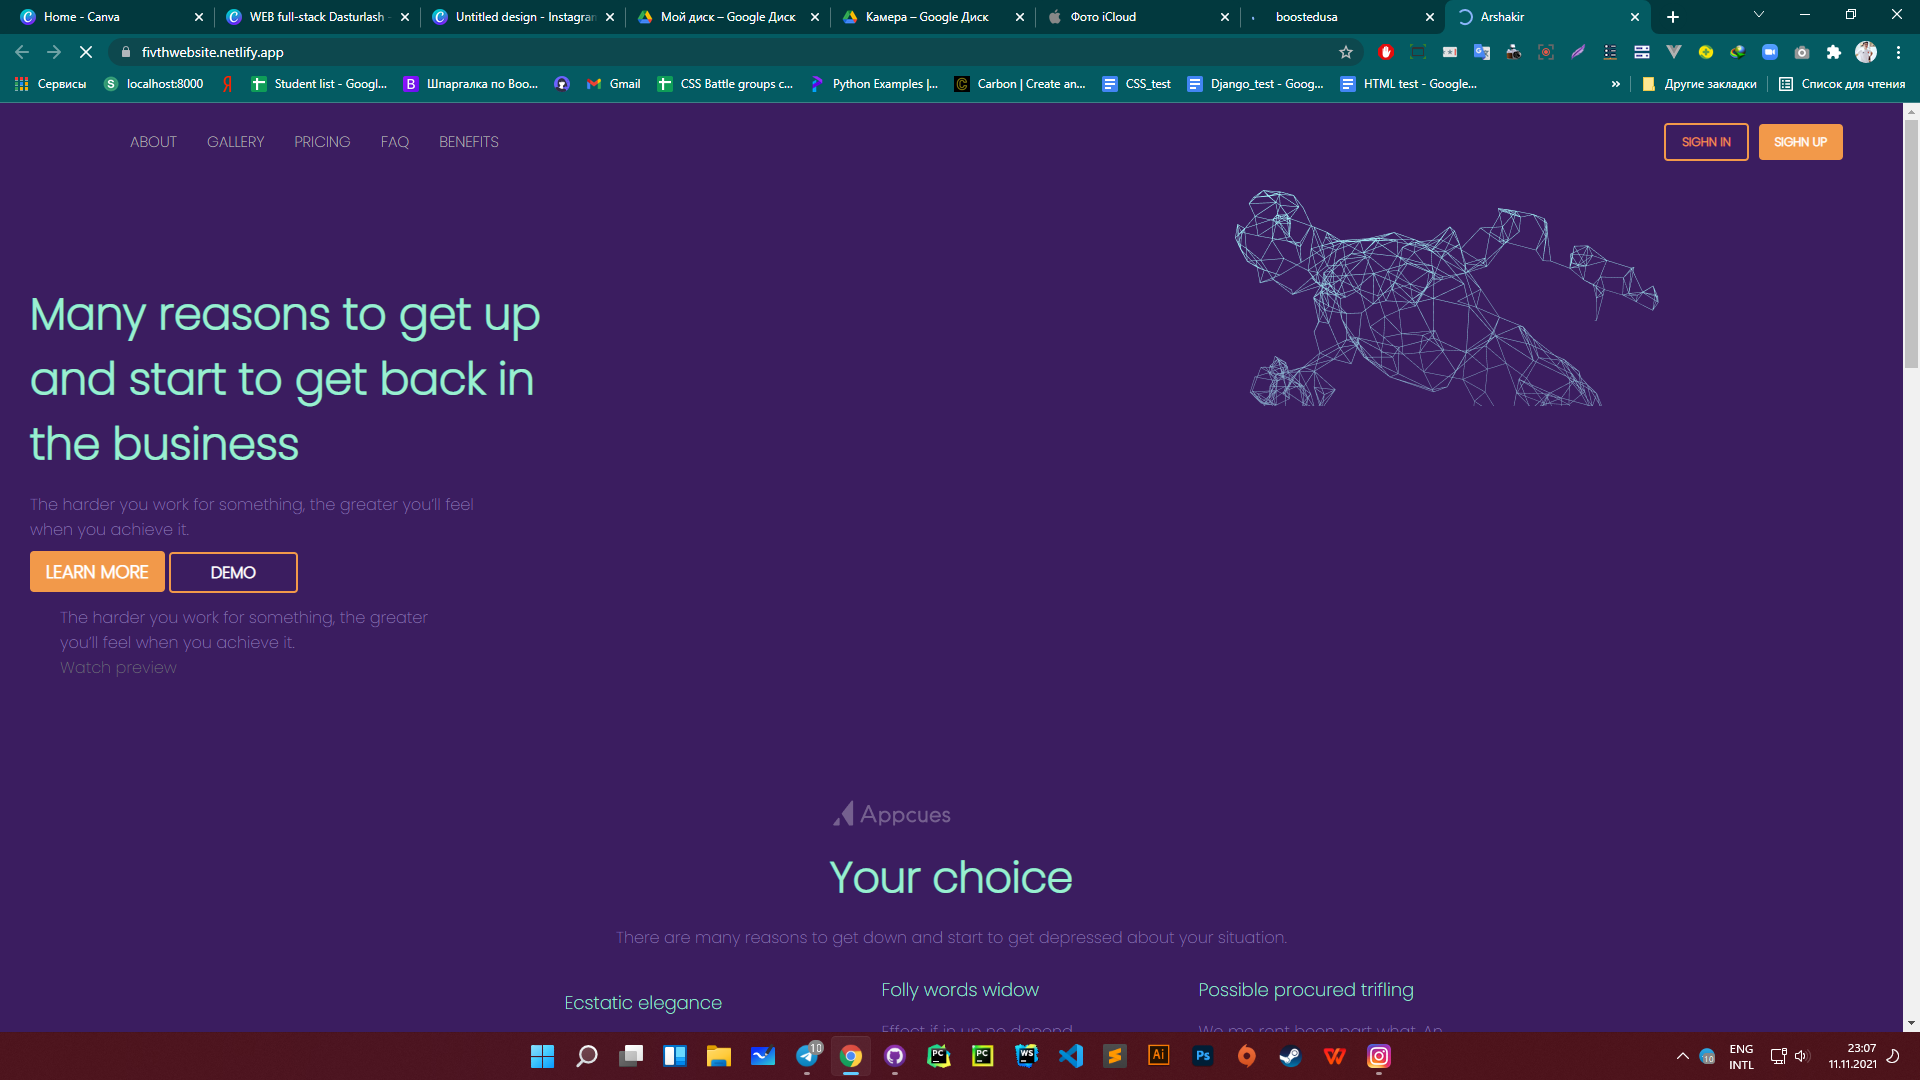 Home - Canva
WEB full-stack Dasturlash
Untitled design - Instagram
Мой диск – Google Диск
Камера – Google Диск
Фото iCloud
boostedusa
Arshakir
fivthwebsite.netlify.app
Сервисы
localhost:8000
Student list - Googl...
Шпаргалка по Boo...
Gmail
CSS Battle groups c...
Python Examples |...
Carbon | Create an...
CSS_test
Django_test - Goog...
HTML test - Google...
»
Другие закладки
Список для чтения
ABOUT
GALLERY
PRICING
FAQ
BENEFITS
SIGHN IN
SIGHN UP
Many reasons to get up
and start to get back in
the business
The harder you work for something, the greater you'll feel
when you achieve it.
LEARN MORE
DEMO
The harder you work for something, the greater
you'll feel when you achieve it.
Watch preview
Appcues
Your choice
There are many reasons to get down and start to get depressed about your situation.
Ecstatic elegance
Folly words widow
Possible procured trifling
Effect if in up no depend
We me rent been part what. An
10
ENG
INTL
23:07
11.11.2021